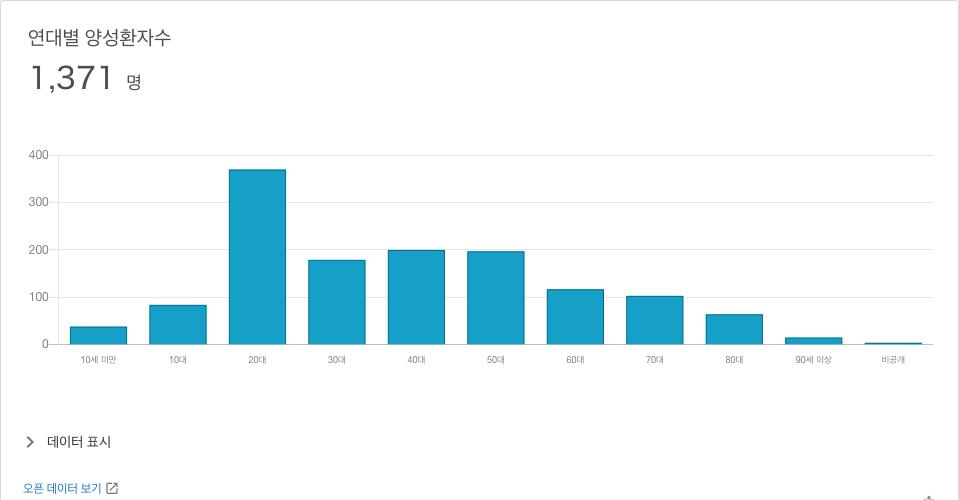 연대별 양성환자수
1,371 명
400
300
200
100
0
10세 미만 10대 20대 30대 40대 50대 60대 70대 80대 90세 이상 비공개
데이터 표시
오픈 데이터 보기